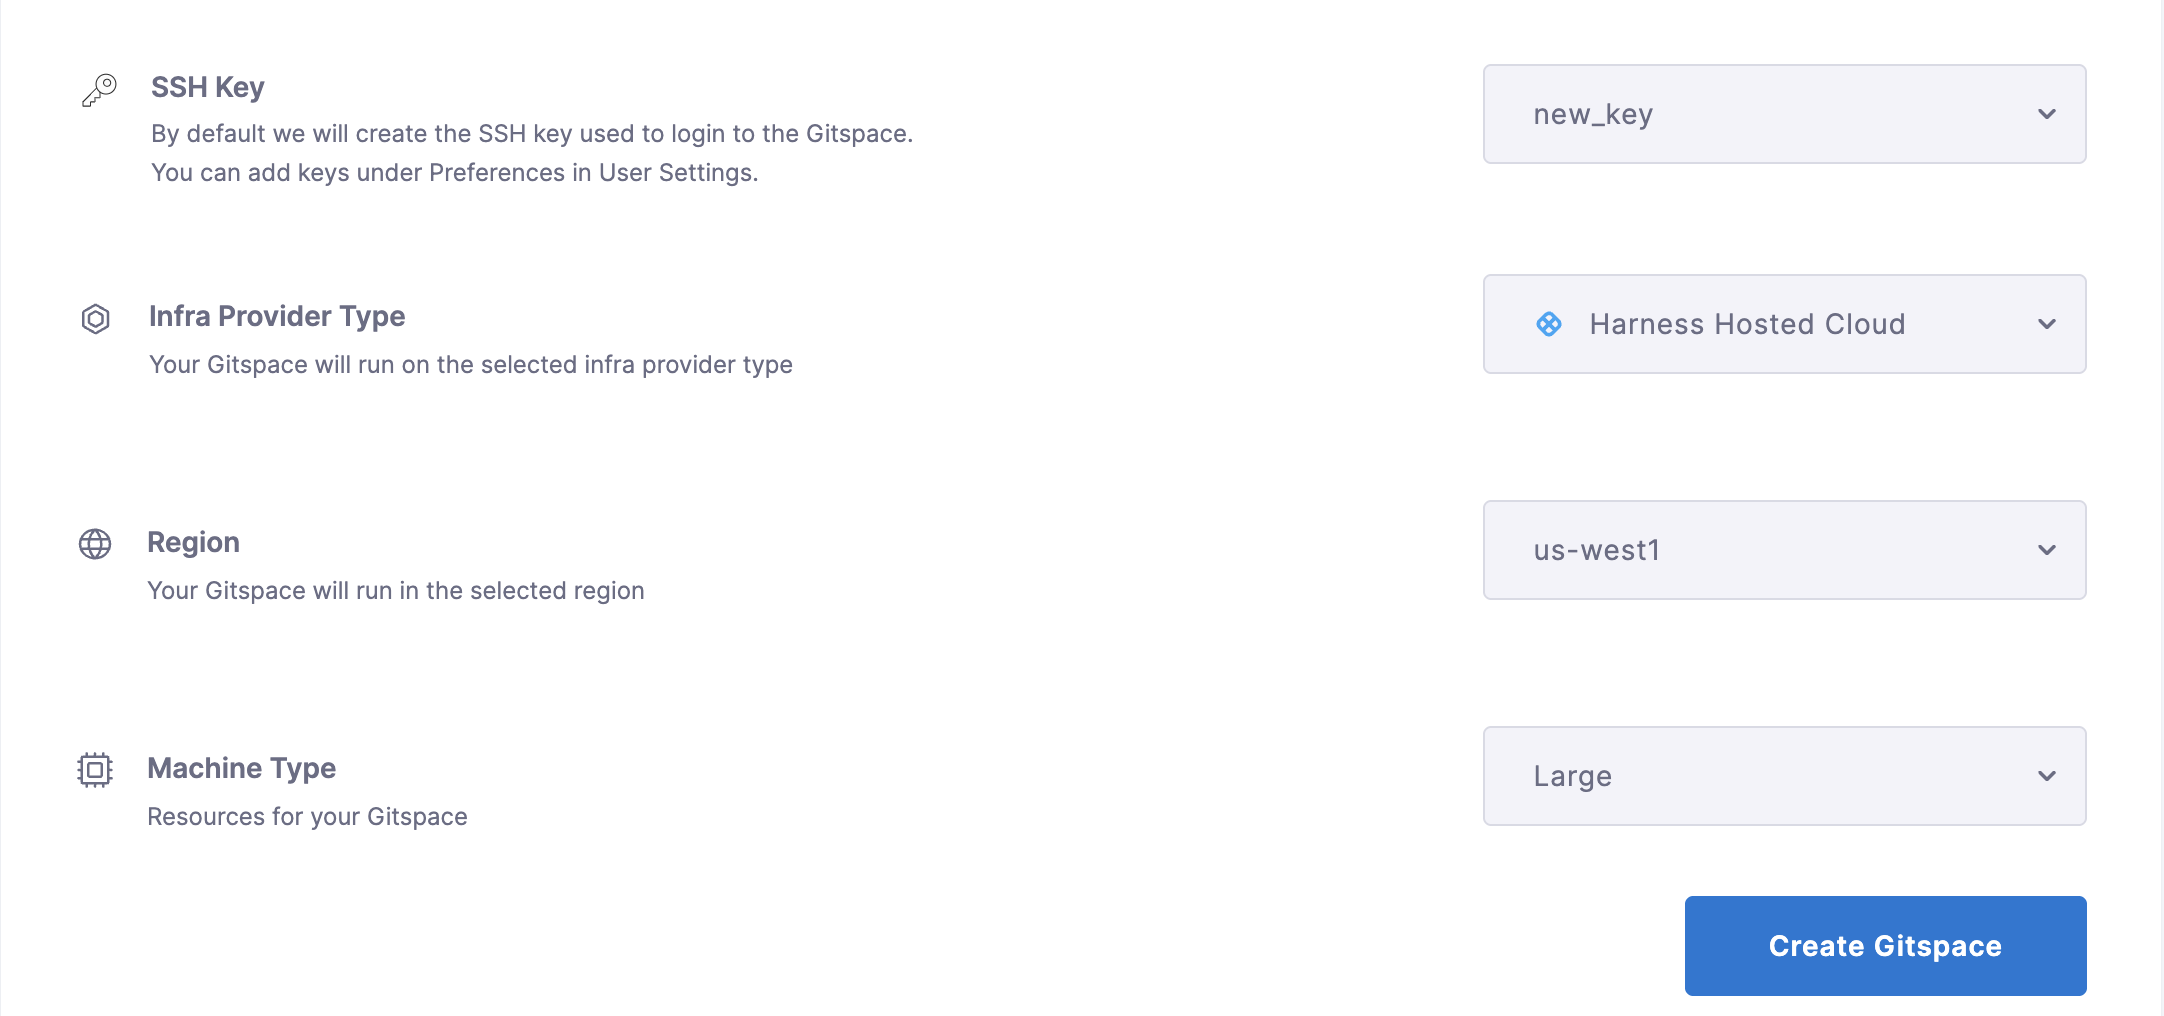 SSH Key
By default we will create the SSH key used to login to the Gitspace.
You can add keys under Preferences in User Settings.
new_key
Infra Provider Type
Your Gitspace will run on the selected infra provider type
Harness Hosted Cloud
Region
Your Gitspace will run in the selected region
us-west1
Machine Type
Resources for your Gitspace
Large
Create Gitspace